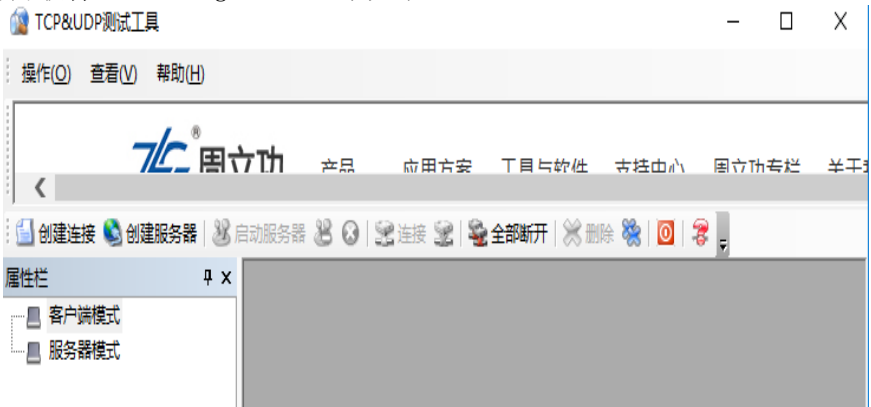 TCP&UDP测试工具
操作(O) 查看(V) 帮助(H)
ZLG® 周立功 产品 应用方案 工具与软件 支持中心 周立功专栏 关于
创建连接 创建服务器 启动服务器 连接 全部断开 删除
属性栏
客户端模式
服务器模式